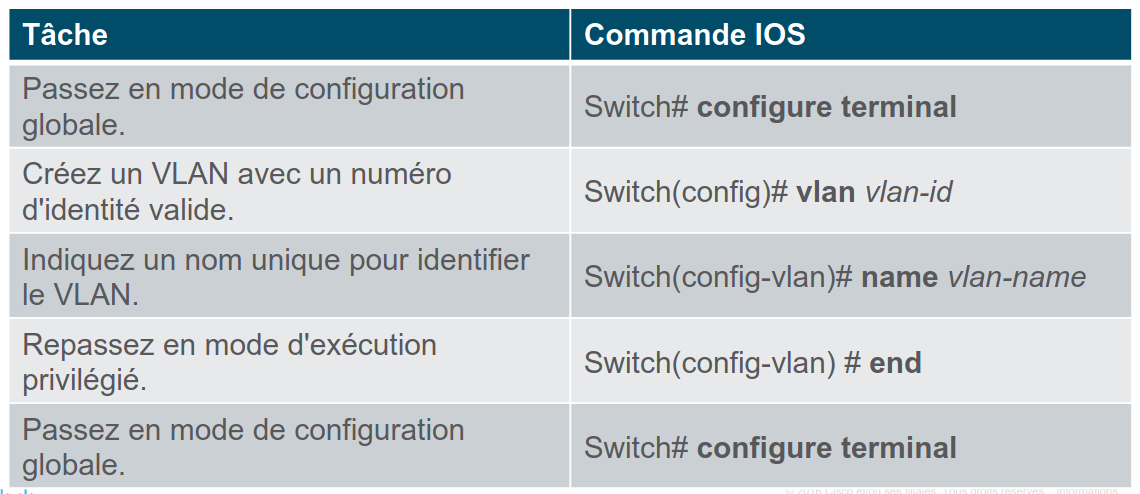 Tâche
Commande IOS
Passez en mode de configuration
globale.
Switch# configure terminal
Créez un VLAN avec un numéro
d'identité valide.
Switch(config)# vlan vlan-id
Indiquez un nom unique pour identifier
le VLAN.
Switch(config-vlan)# name vlan-name
Repassez en mode d'exécution
privilégié.
Switch(config-vlan) # end
Passez en mode de configuration
globale.
Switch# configure terminal
© 2016 Cisco et/ou ses filiales. Tous droits réservés. Informations